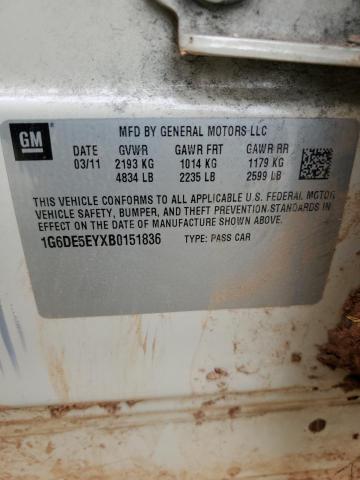 GM
MFD BY GENERAL MOTORS LLC
DATE GVWR GAWR FRT GAWR RR
03/11 2193 KG 1014 KG 1179 KG
4834 LB 2235 LB 2599 LB
THIS VEHICLE CONFORMS TO ALL APPLICABLE U.S. FEDERAL MOTOR
VEHICLE SAFETY, BUMPER, AND THEFT PREVENTION STANDARDS IN
EFFECT ON THE DATE OF MANUFACTURE SHOWN ABOVE.
1G6DE5EYXB0151836 TYPE: PASS CAR